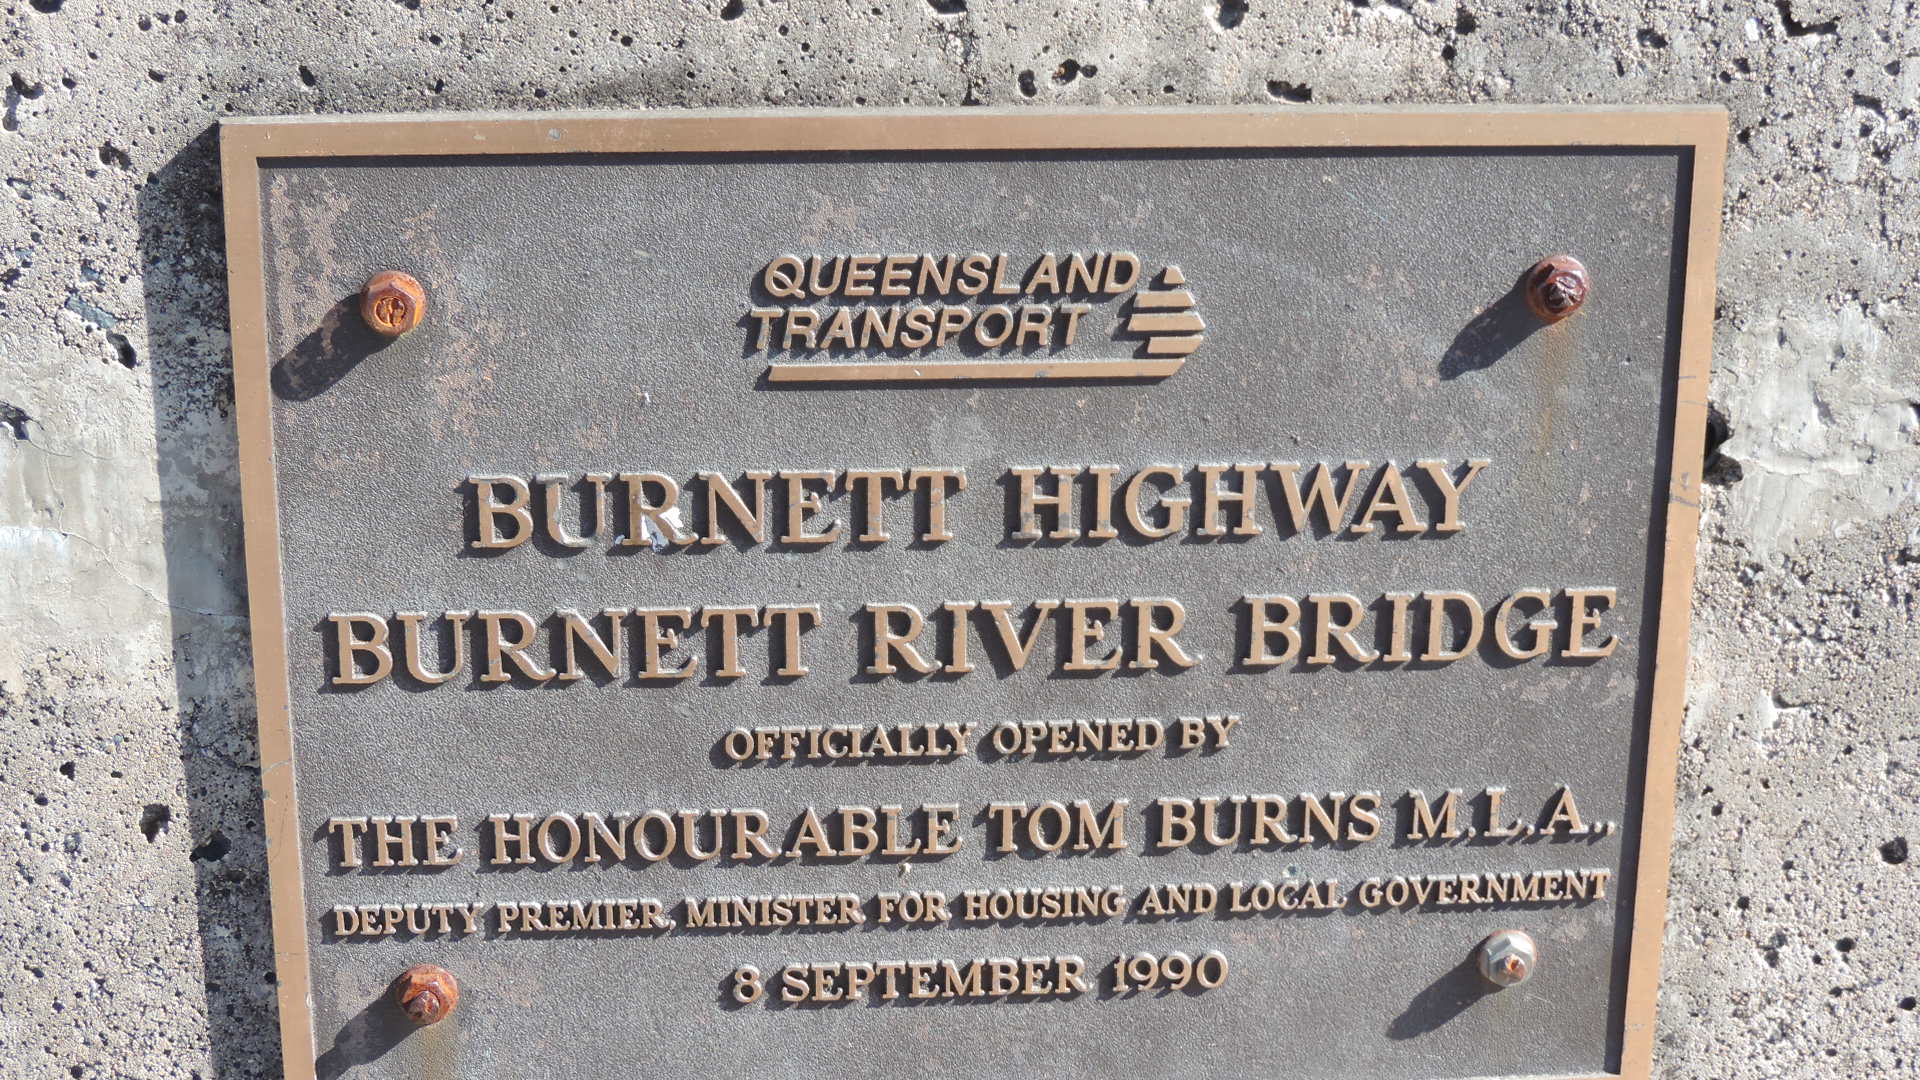 QUEENSLAND
TRANSPORT
BURNETT HIGHWAY
BURNETT RIVER BRIDGE
OFFICIALLY OPENED BY
THE HONOURABLE TOM BURNS M.L.A.,
DEPUTY PREMIER, MINISTER FOR HOUSING AND LOCAL GOVERNMENT
8 SEPTEMBER 1990